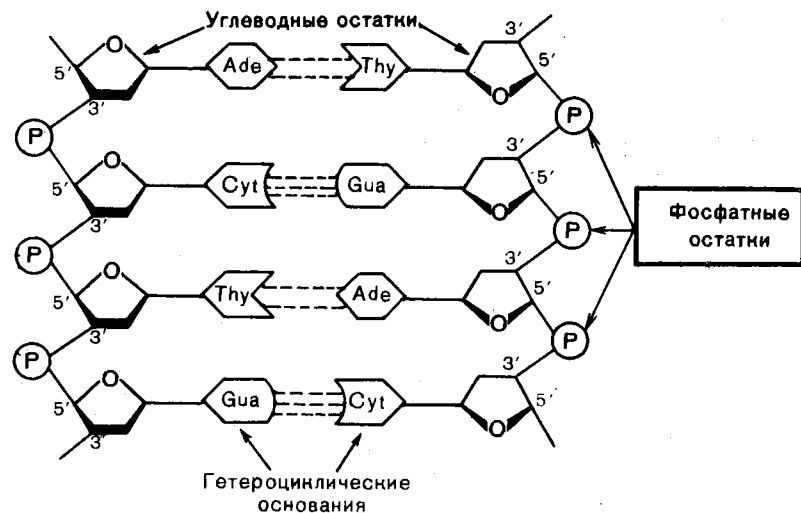 Углеводные остатки
O Ade Thy 3′
5′ 5′
3′ O
P P
3′
O Cyt Gua
5′ 5′
3′ O
Фосфатные
остатки
P P
3′
O Thy Ade
5′ 5′
3′ O
P P
3′
O Gua Cyt
5′ 5′
3′ O
Гетероциклические
основания